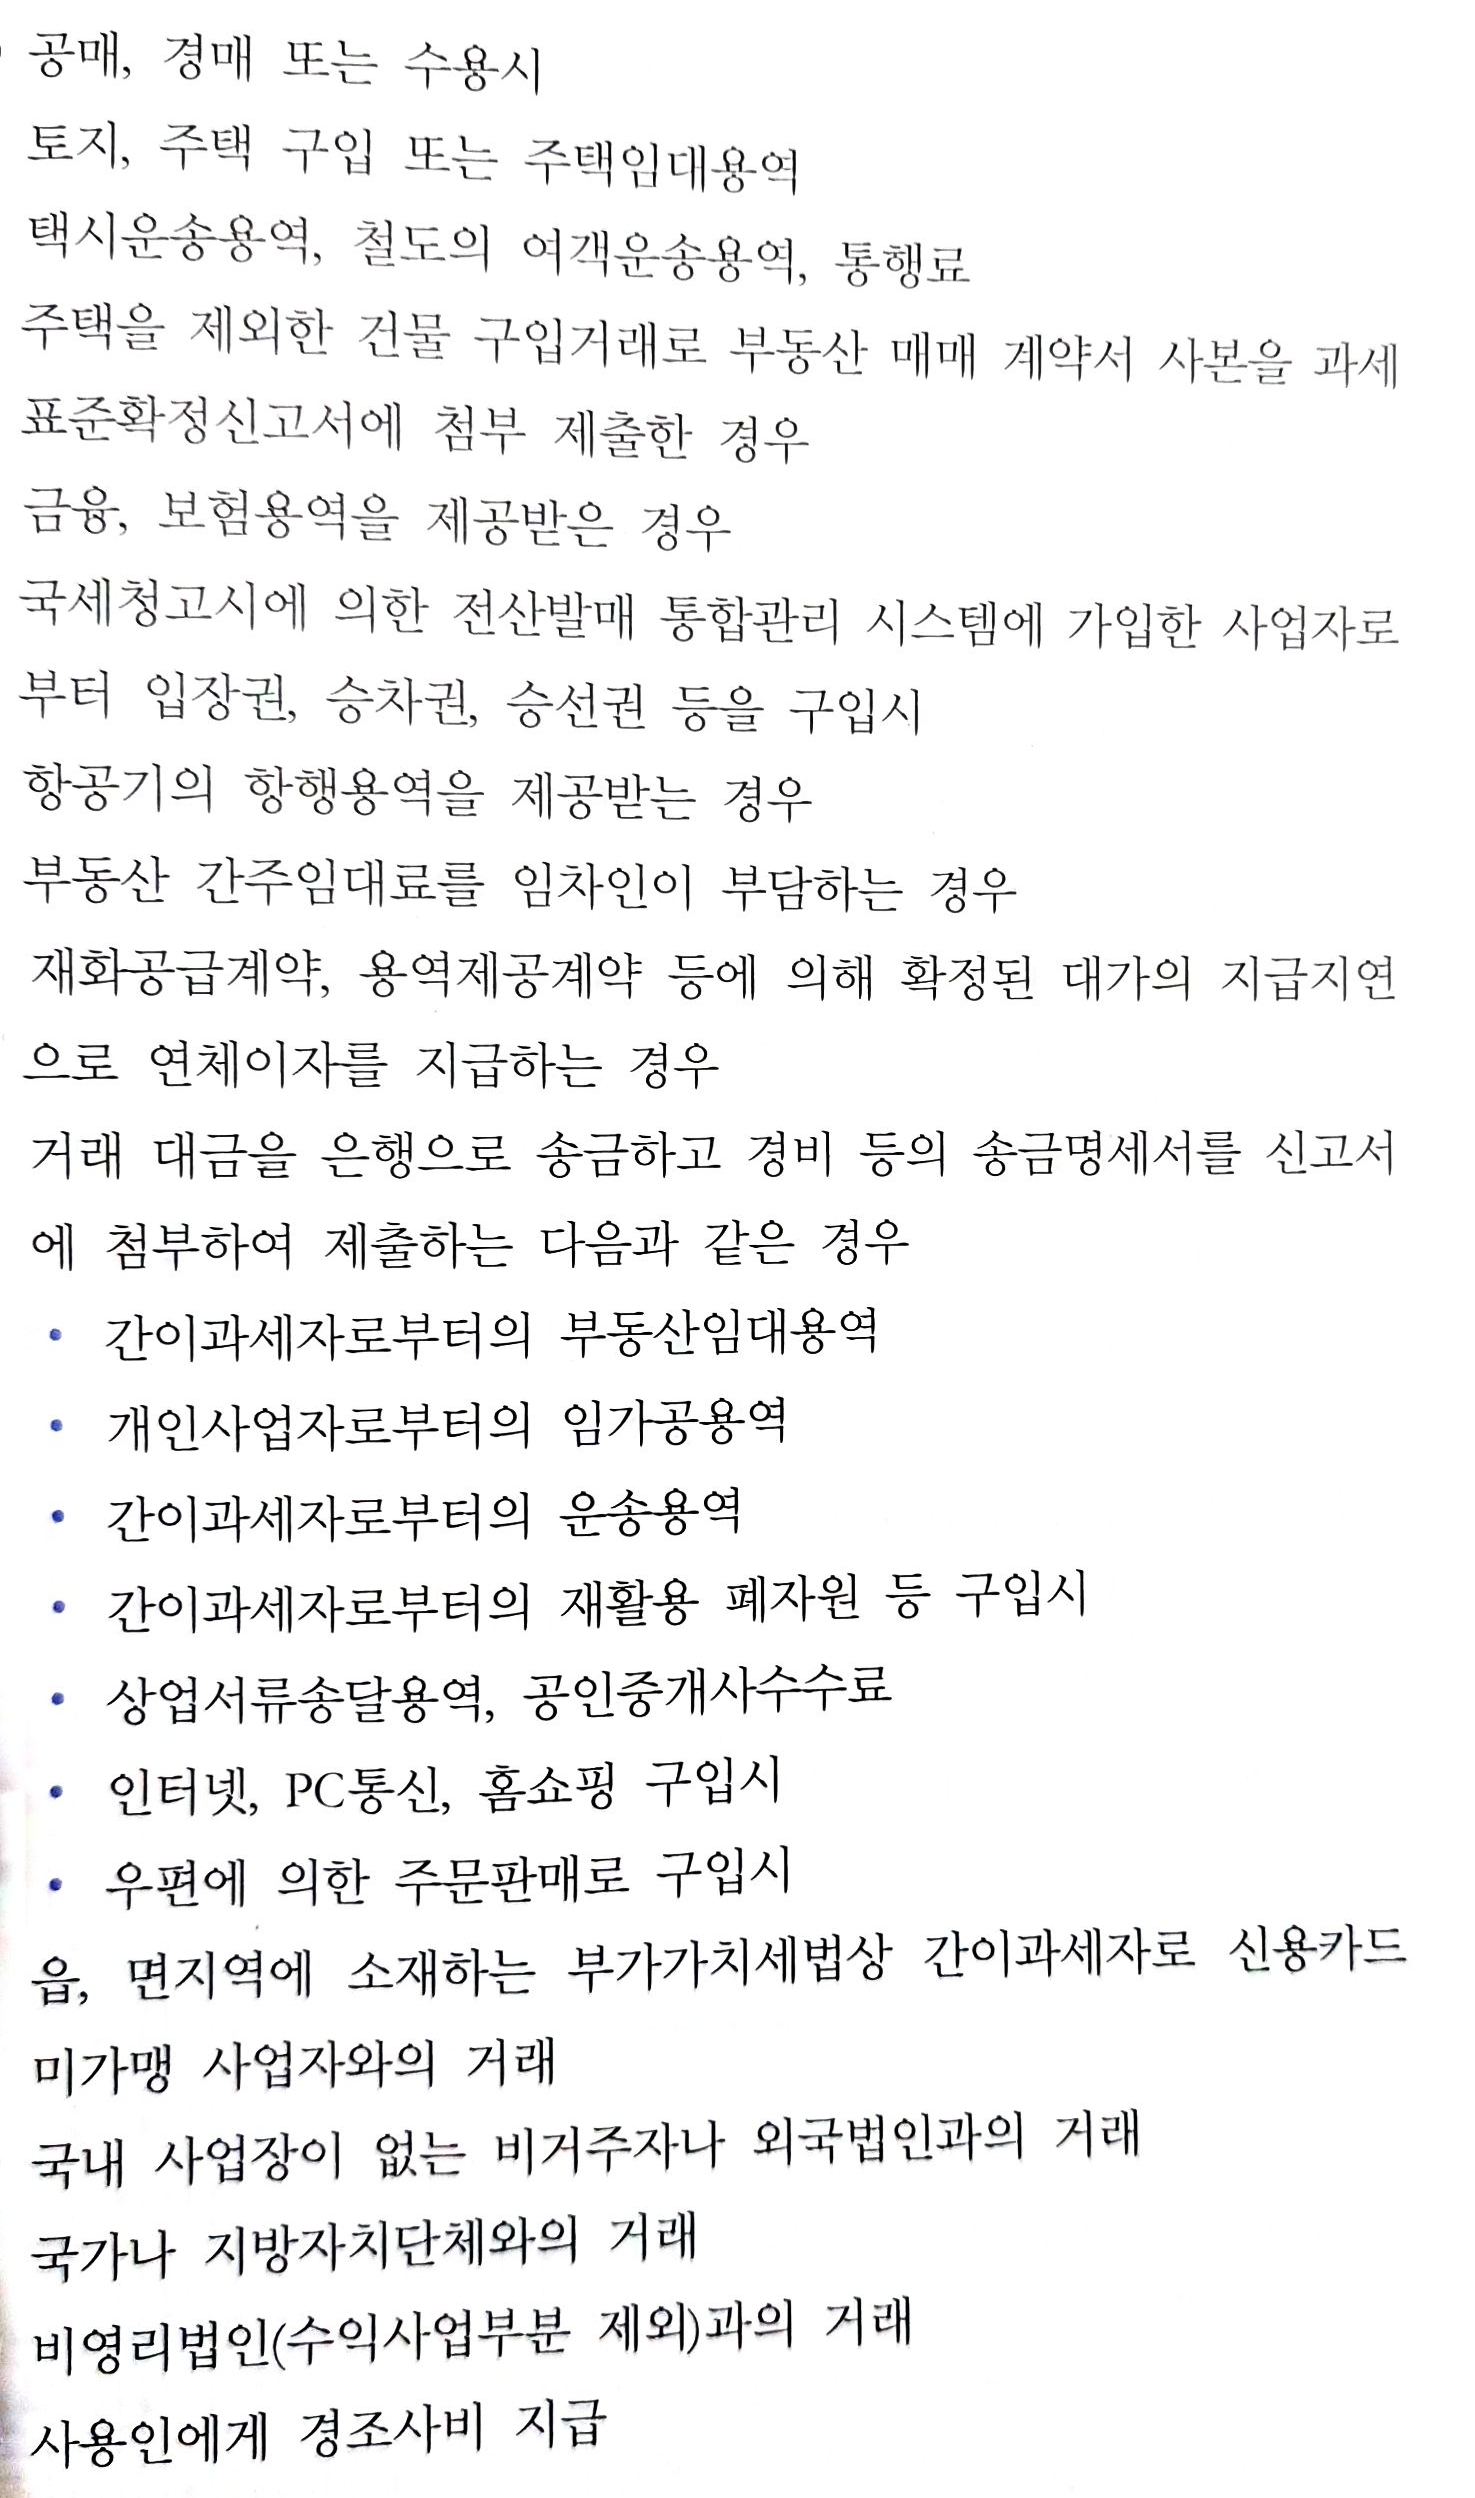 공매, 경매 또는 수용시
토지, 주택 구입 또는 주택임대용역
택시운송용역, 철도의 여객운송용역, 통행료
주택을 제외한 건물 구입거래로 부동산 매매 계약서 사본을 과세
표준확정신고서에 첨부 제출한 경우
금융, 보험용역을 제공받은 경우
국세청고시에 의한 전산발매 통합관리 시스템에 가입한 사업자로
부터 입장권, 승차권, 승선권 등을 구입시
항공기의 항행용역을 제공받는 경우
부동산 간주임대료를 임차인이 부담하는 경우
재화공급계약, 용역제공계약 등에 의해 확정된 대가의 지급지연
으로 연체이자를 지급하는 경우
거래 대금을 은행으로 송금하고 경비 등의 송금명세서를 신고서
에 첨부하여 제출하는 다음과 같은 경우
• 간이과세자로부터의 부동산임대용역
• 개인사업자로부터의 임가공용역
• 간이과세자로부터의 운송용역
• 간이과세자로부터의 재활용 폐자원 등 구입시
• 상업서류송달용역, 공인중개사수수료
• 인터넷, PC통신, 홈쇼핑 구입시
• 우편에 의한 주문판매로 구입시
읍, 면지역에 소재하는 부가가치세법상 간이과세자로 신용카드
미가맹 사업자와의 거래
국내 사업장이 없는 비거주자나 외국법인과의 거래
국가나 지방자치단체와의 거래
비영리법인(수익사업부분 제외)과의 거래
사용인에게 경조사비 지급